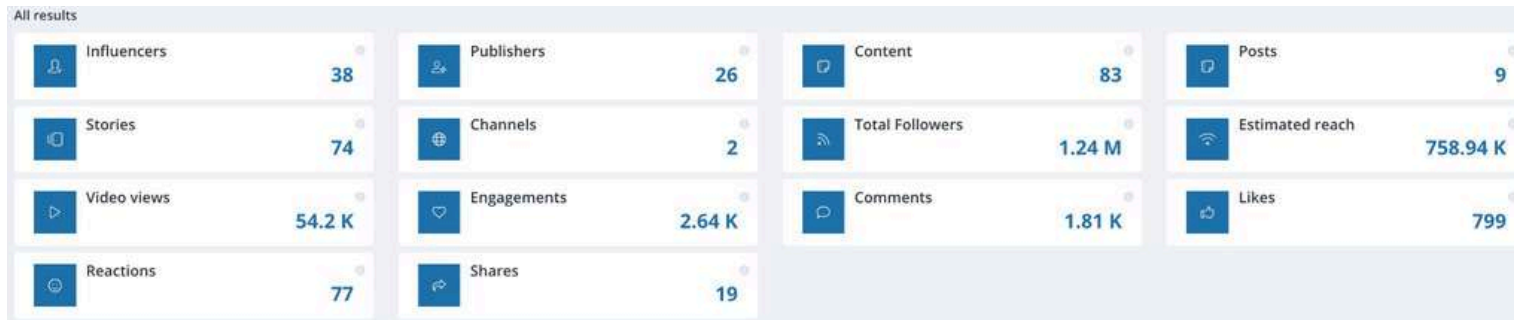 All results
Influencers
38
Publishers
26
Content
83
Posts
9
Stories
74
Channels
2
Total Followers
1.24 M
Estimated reach
758.94 K
Video views
54.2 K
Engagements
2.64 K
Comments
1.81 K
Likes
799
Reactions
77
Shares
19